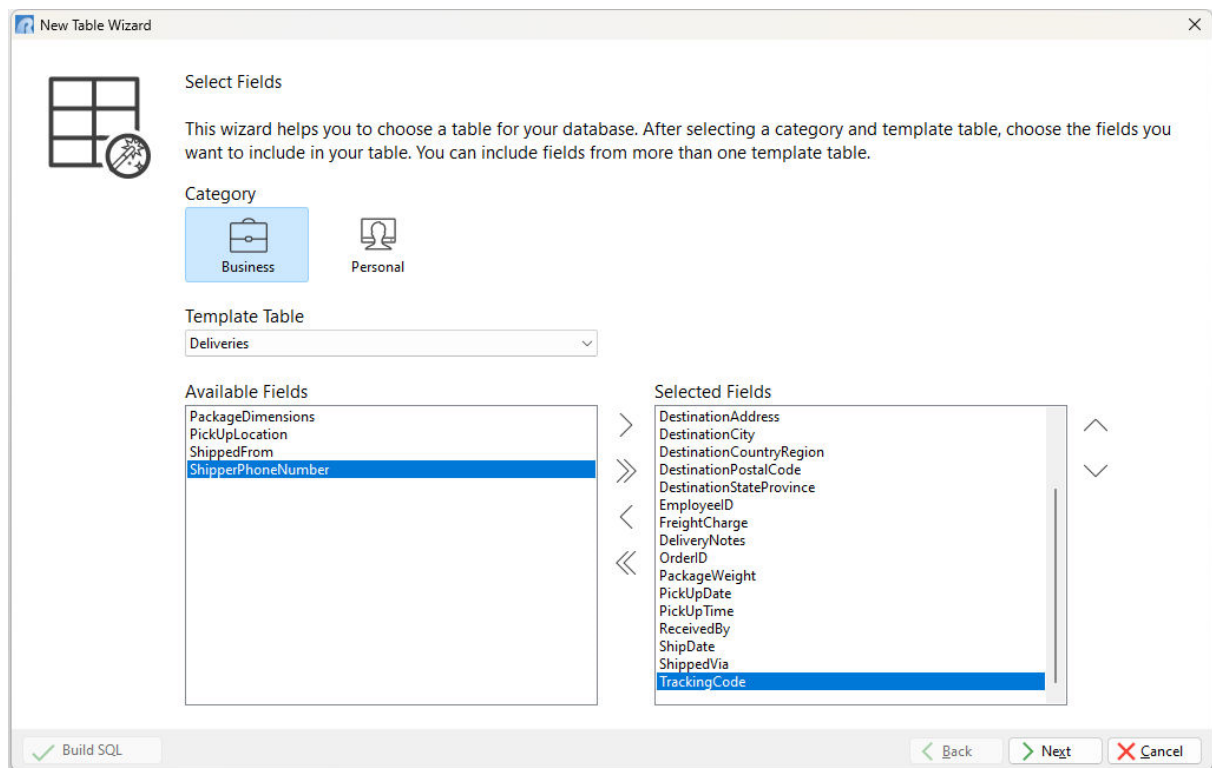 New Table Wizard
Select Fields
This wizard helps you to choose a table for your database. After selecting a category and template table, choose the fields you
want to include in your table. You can include fields from more than one template table.
Category
Business
Personal
Template Table
Deliveries
Available Fields
PackageDimensions
PickUpLocation
ShippedFrom
ShipperPhoneNumber
Selected Fields
DestinationAddress
DestinationCity
DestinationCountryRegion
DestinationPostalCode
DestinationStateProvince
EmployeeID
FreightCharge
DeliveryNotes
OrderID
PackageWeight
PickUpDate
PickUpTime
ReceivedBy
ShipDate
ShippedVia
TrackingCode
Build SQL
Back
Next
Cancel